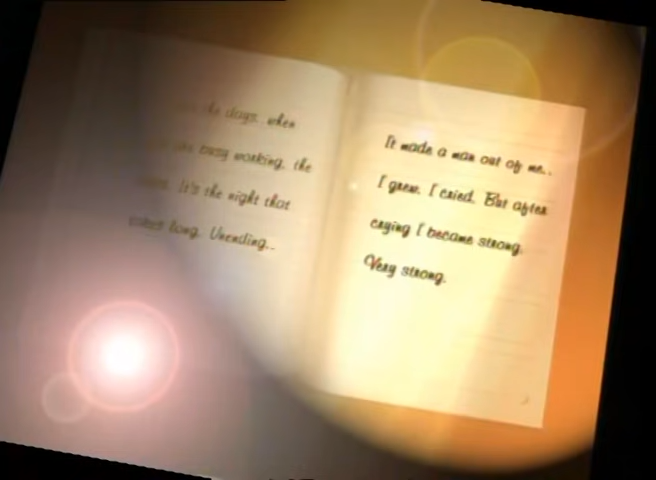 the days, when
busy working, the
It's the night that
long. Unending..
It made a man out of me..
I grew. I cried. But after
crying I became strong.
Very strong.